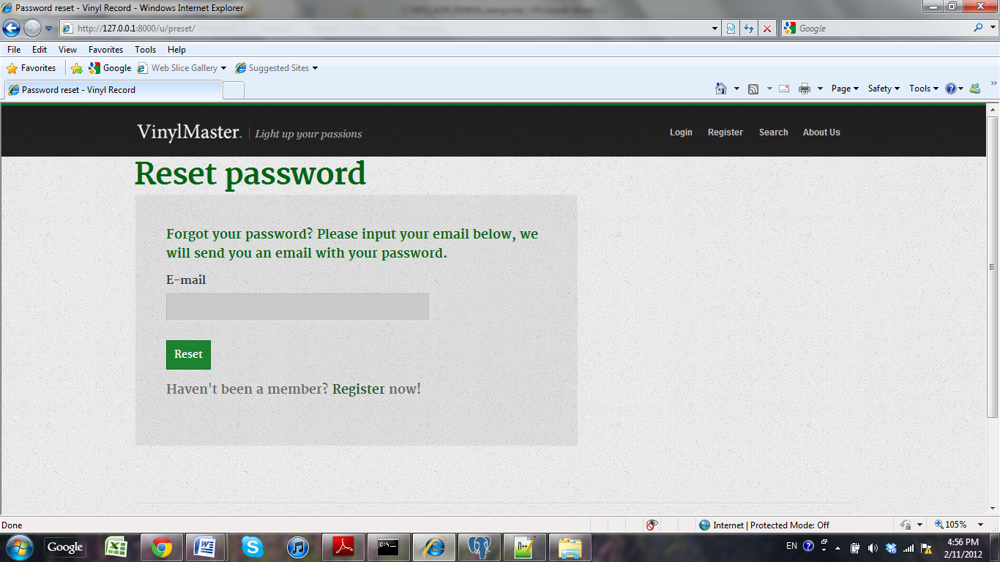 Password reset - Vinyl Record - Windows Internet Explorer
http://127.0.0.1:8000/u/preset/
Google
File Edit View Favorites Tools Help
Favorites Google Web Slice Gallery Suggested Sites
Password reset - Vinyl Record
Page Safety Tools
VinylMaster. Light up your passions
Login Register Search About Us
Reset password
Forgot your password? Please input your email below, we
will send you an email with your password.
E-mail
Reset
Haven't been a member? Register now!
Done
Internet | Protected Mode: Off
105%
Google
EN
4:56 PM
2/11/2012